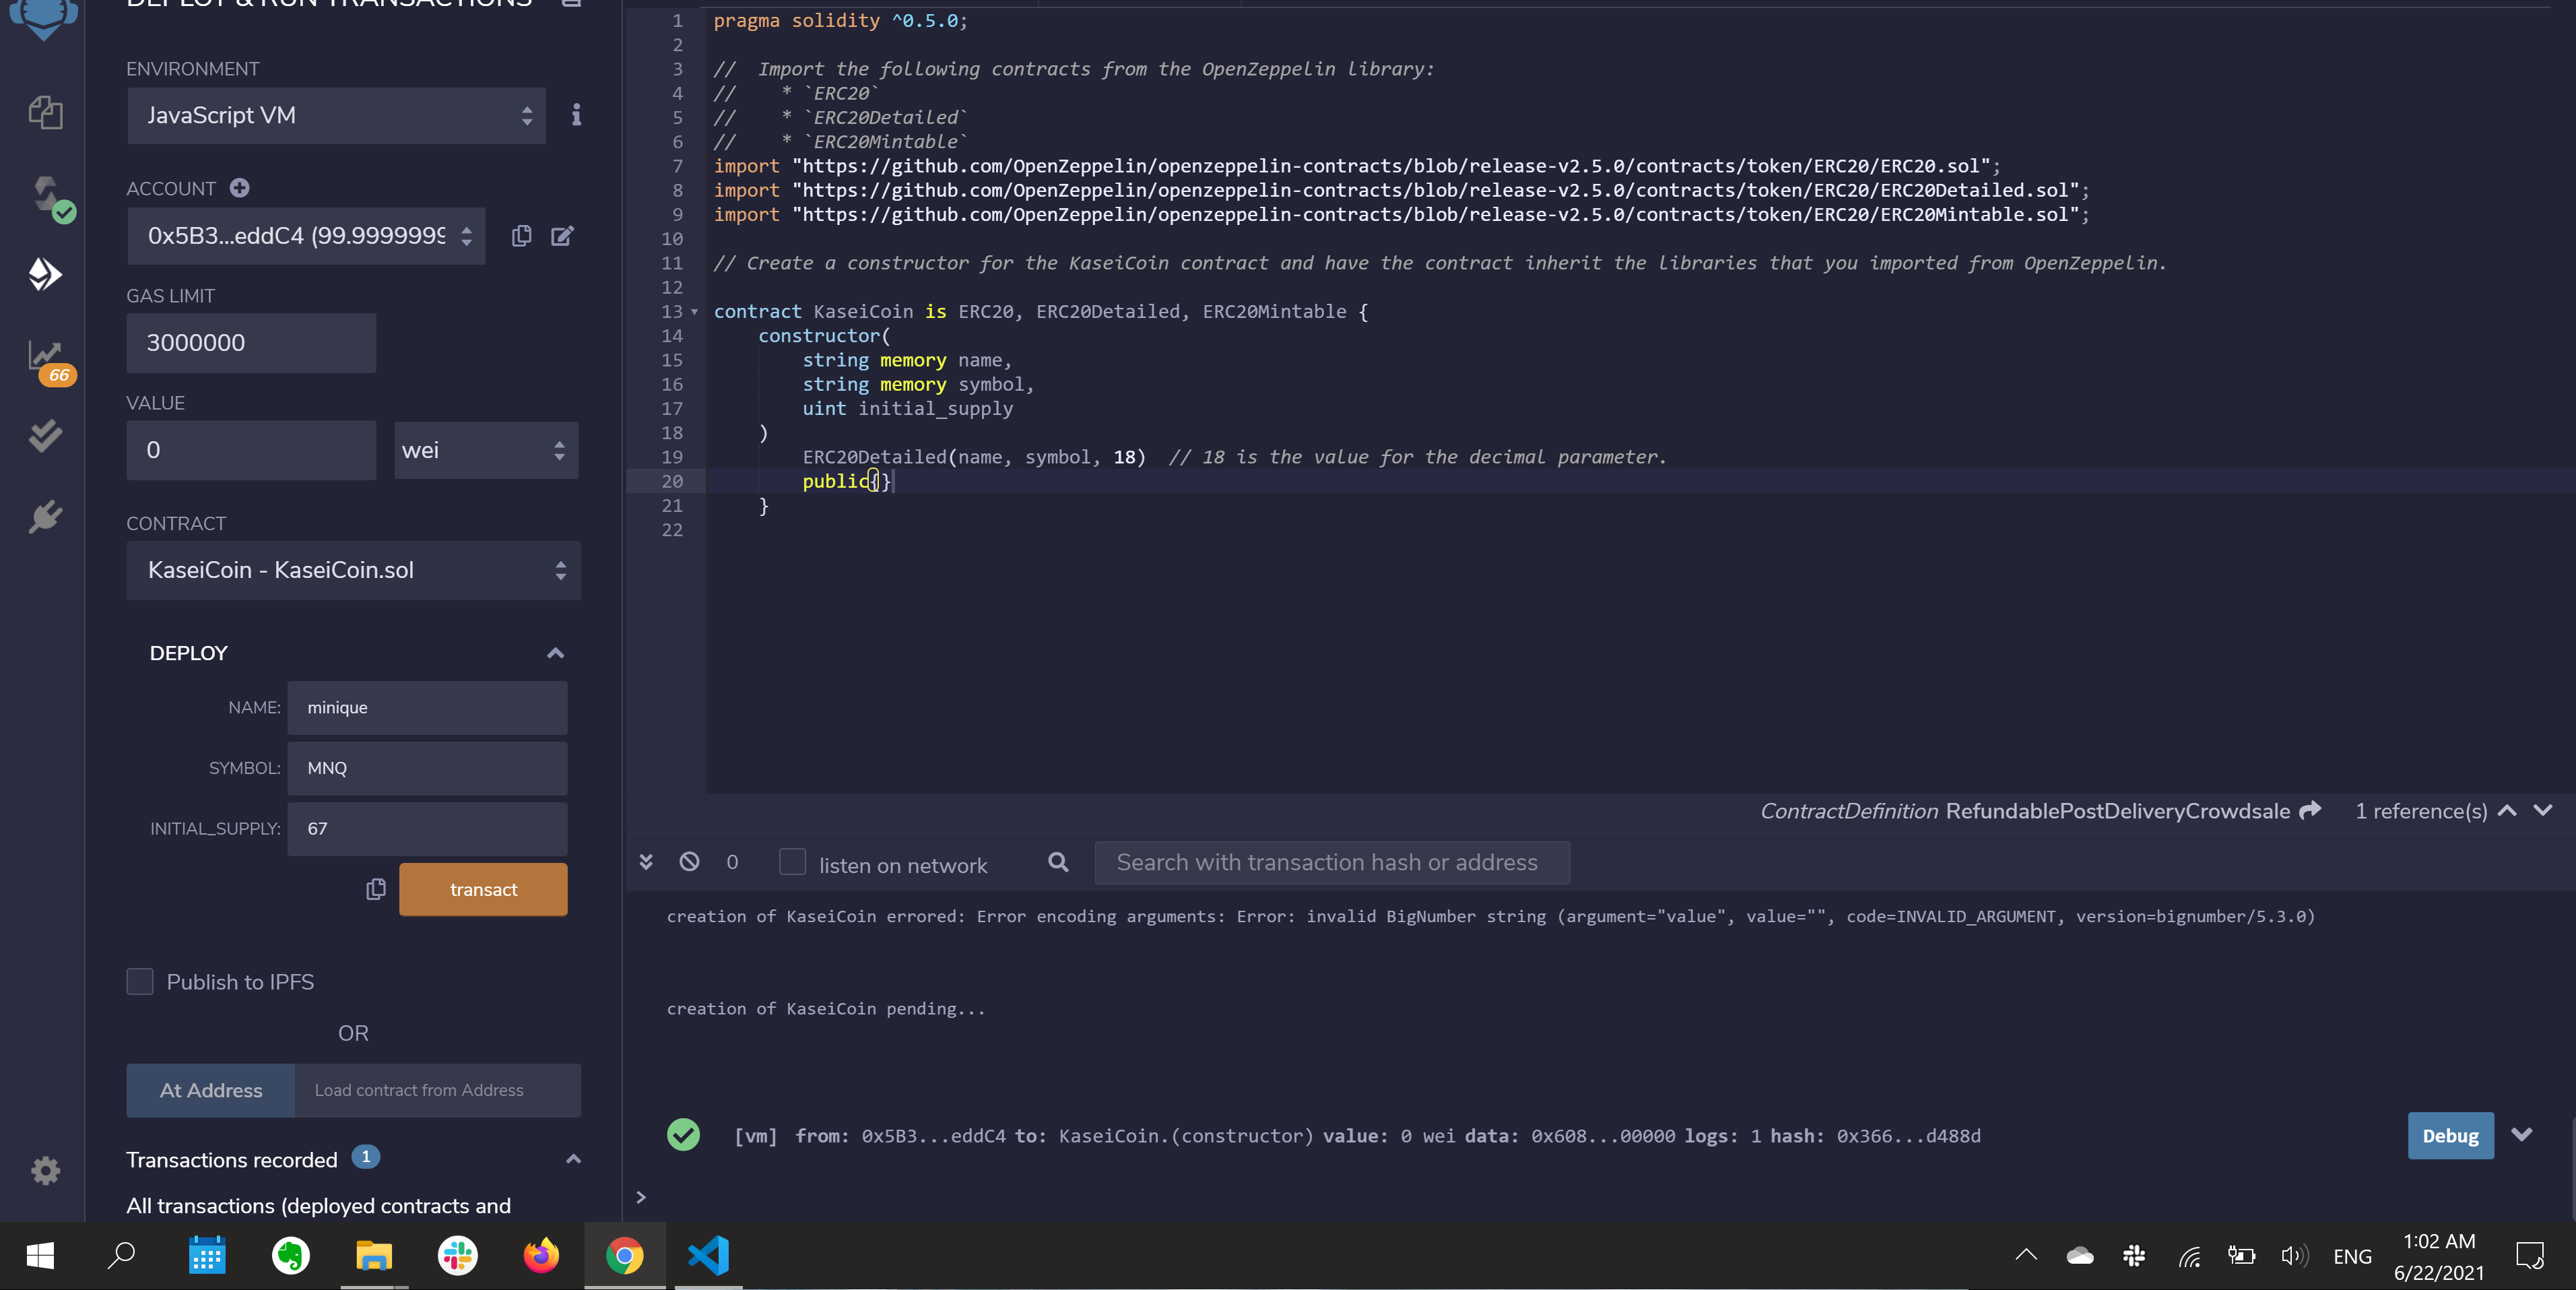 DEPLOY & RUN TRANSACTIONS
ENVIRONMENT
JavaScript VM
ACCOUNT
0x5B3...eddC4 (99.9999999
GAS LIMIT
3000000
66
VALUE
0
wei
CONTRACT
KaseiCoin - KaseiCoin.sol
DEPLOY
NAME: minique
SYMBOL: MNQ
INITIAL_SUPPLY: 67
transact
Publish to IPFS
OR
At Address Load contract from Address
Transactions recorded 1
All transactions (deployed contracts and
1 pragma solidity ^0.5.0;
2
3 //  Import the following contracts from the OpenZeppelin library:
4 //    * `ERC20`
5 //    * `ERC20Detailed`
6 //    * `ERC20Mintable`
7 import "https://github.com/OpenZeppelin/openzeppelin-contracts/blob/release-v2.5.0/contracts/token/ERC20/ERC20.sol";
8 import "https://github.com/OpenZeppelin/openzeppelin-contracts/blob/release-v2.5.0/contracts/token/ERC20/ERC20Detailed.sol";
9 import "https://github.com/OpenZeppelin/openzeppelin-contracts/blob/release-v2.5.0/contracts/token/ERC20/ERC20Mintable.sol";
10
11 // Create a constructor for the KaseiCoin contract and have the contract inherit the libraries that you imported from OpenZeppelin.
12
13 contract KaseiCoin is ERC20, ERC20Detailed, ERC20Mintable {
14     constructor(
15         string memory name,
16         string memory symbol,
17         uint initial_supply
18     )
19         ERC20Detailed(name, symbol, 18)  // 18 is the value for the decimal parameter.
20         public{}
21     }
22
ContractDefinition RefundablePostDeliveryCrowdsale 1 reference(s)
0 listen on network Search with transaction hash or address
creation of KaseiCoin errored: Error encoding arguments: Error: invalid BigNumber string (argument="value", value="", code=INVALID_ARGUMENT, version=bignumber/5.3.0)
creation of KaseiCoin pending...
[vm] from: 0x5B3...eddC4 to: KaseiCoin.(constructor) value: 0 wei data: 0x608...00000 logs: 1 hash: 0x366...d488d
Debug
>
ENG
1:02 AM
6/22/2021